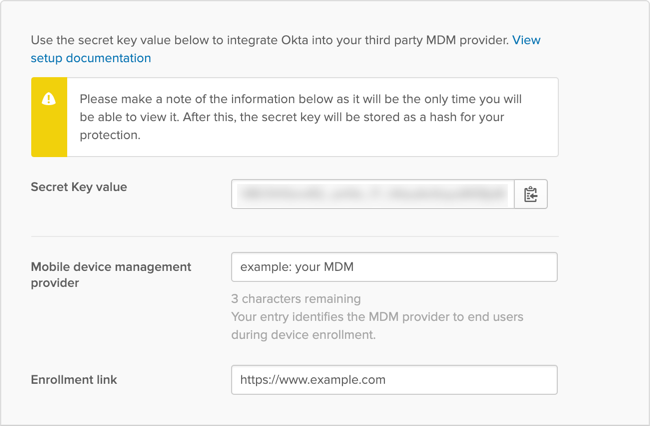 Use the secret key value below to integrate Okta into your third party MDM provider. View
setup documentation
Please make a note of the information below as it will be the only time you will
be able to view it. After this, the secret key will be stored as a hash for your
protection.
Secret Key value
Mobile device management
provider
example: your MDM
3 characters remaining
Your entry identifies the MDM provider to end users
during device enrollment.
Enrollment link
https://www.example.com